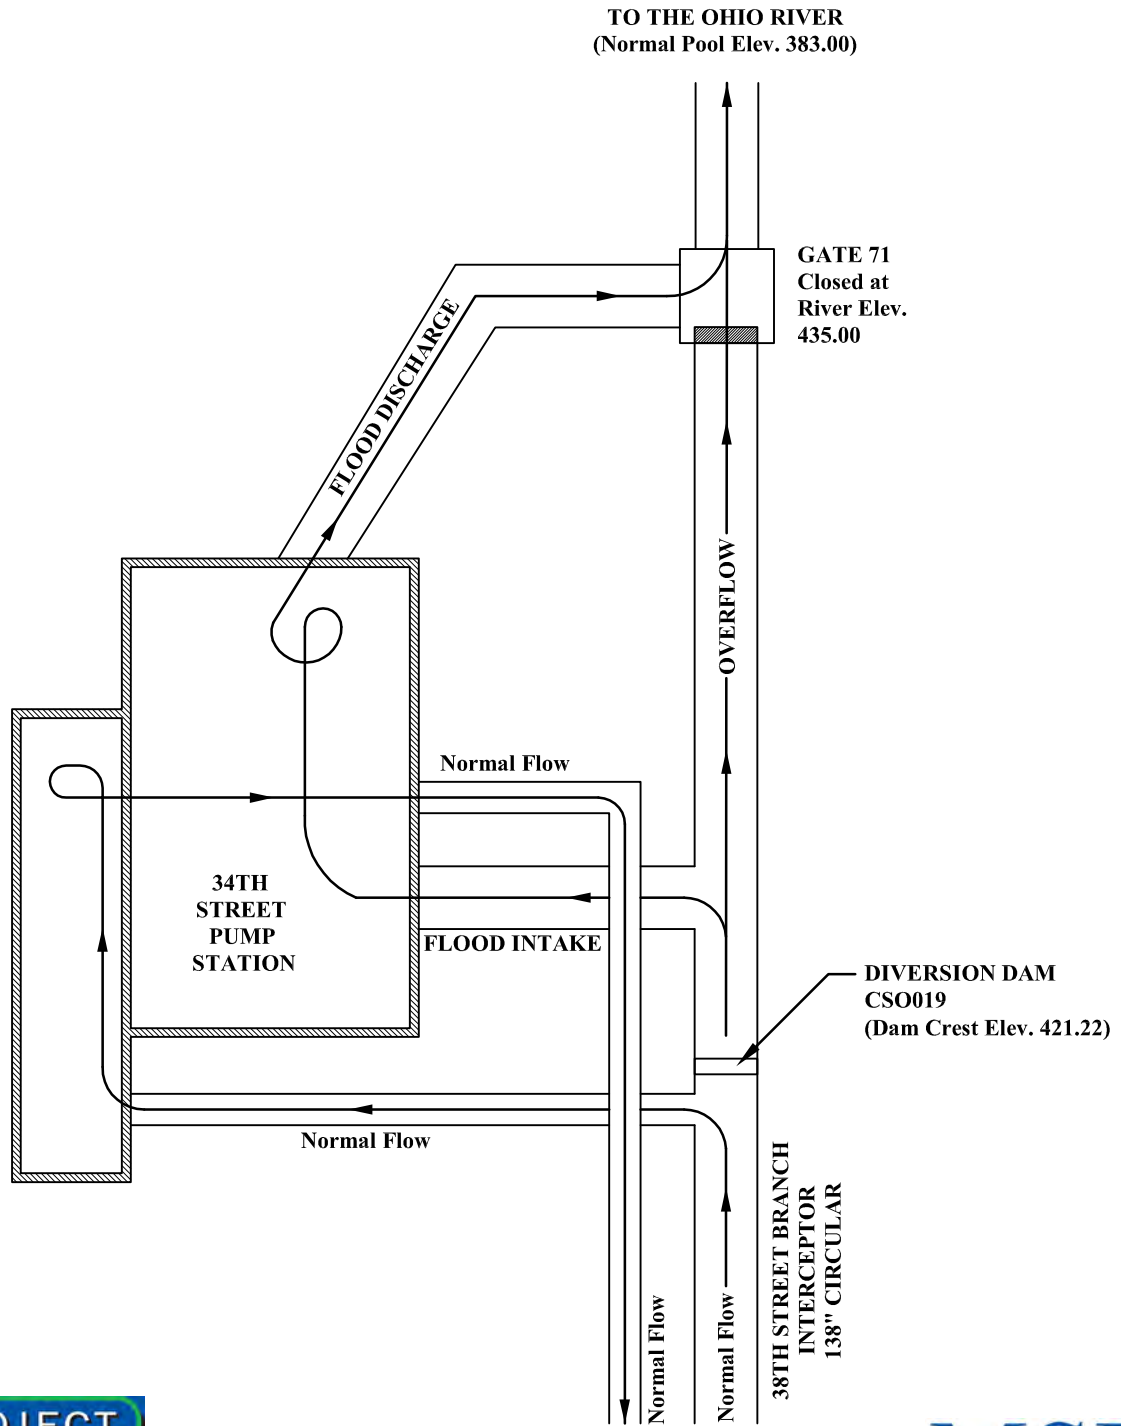 TO THE OHIO RIVER
(Normal Pool Elev. 383.00)
GATE 71
Closed at
River Elev.
435.00
FLOOD DISCHARGE
OVERFLOW
Normal Flow
34TH
STREET
PUMP
STATION
FLOOD INTAKE
DIVERSION DAM
CSO019
(Dam Crest Elev. 421.22)
Normal Flow
Normal Flow
Normal Flow
38TH STREET BRANCH
INTERCEPTOR
138" CIRCULAR